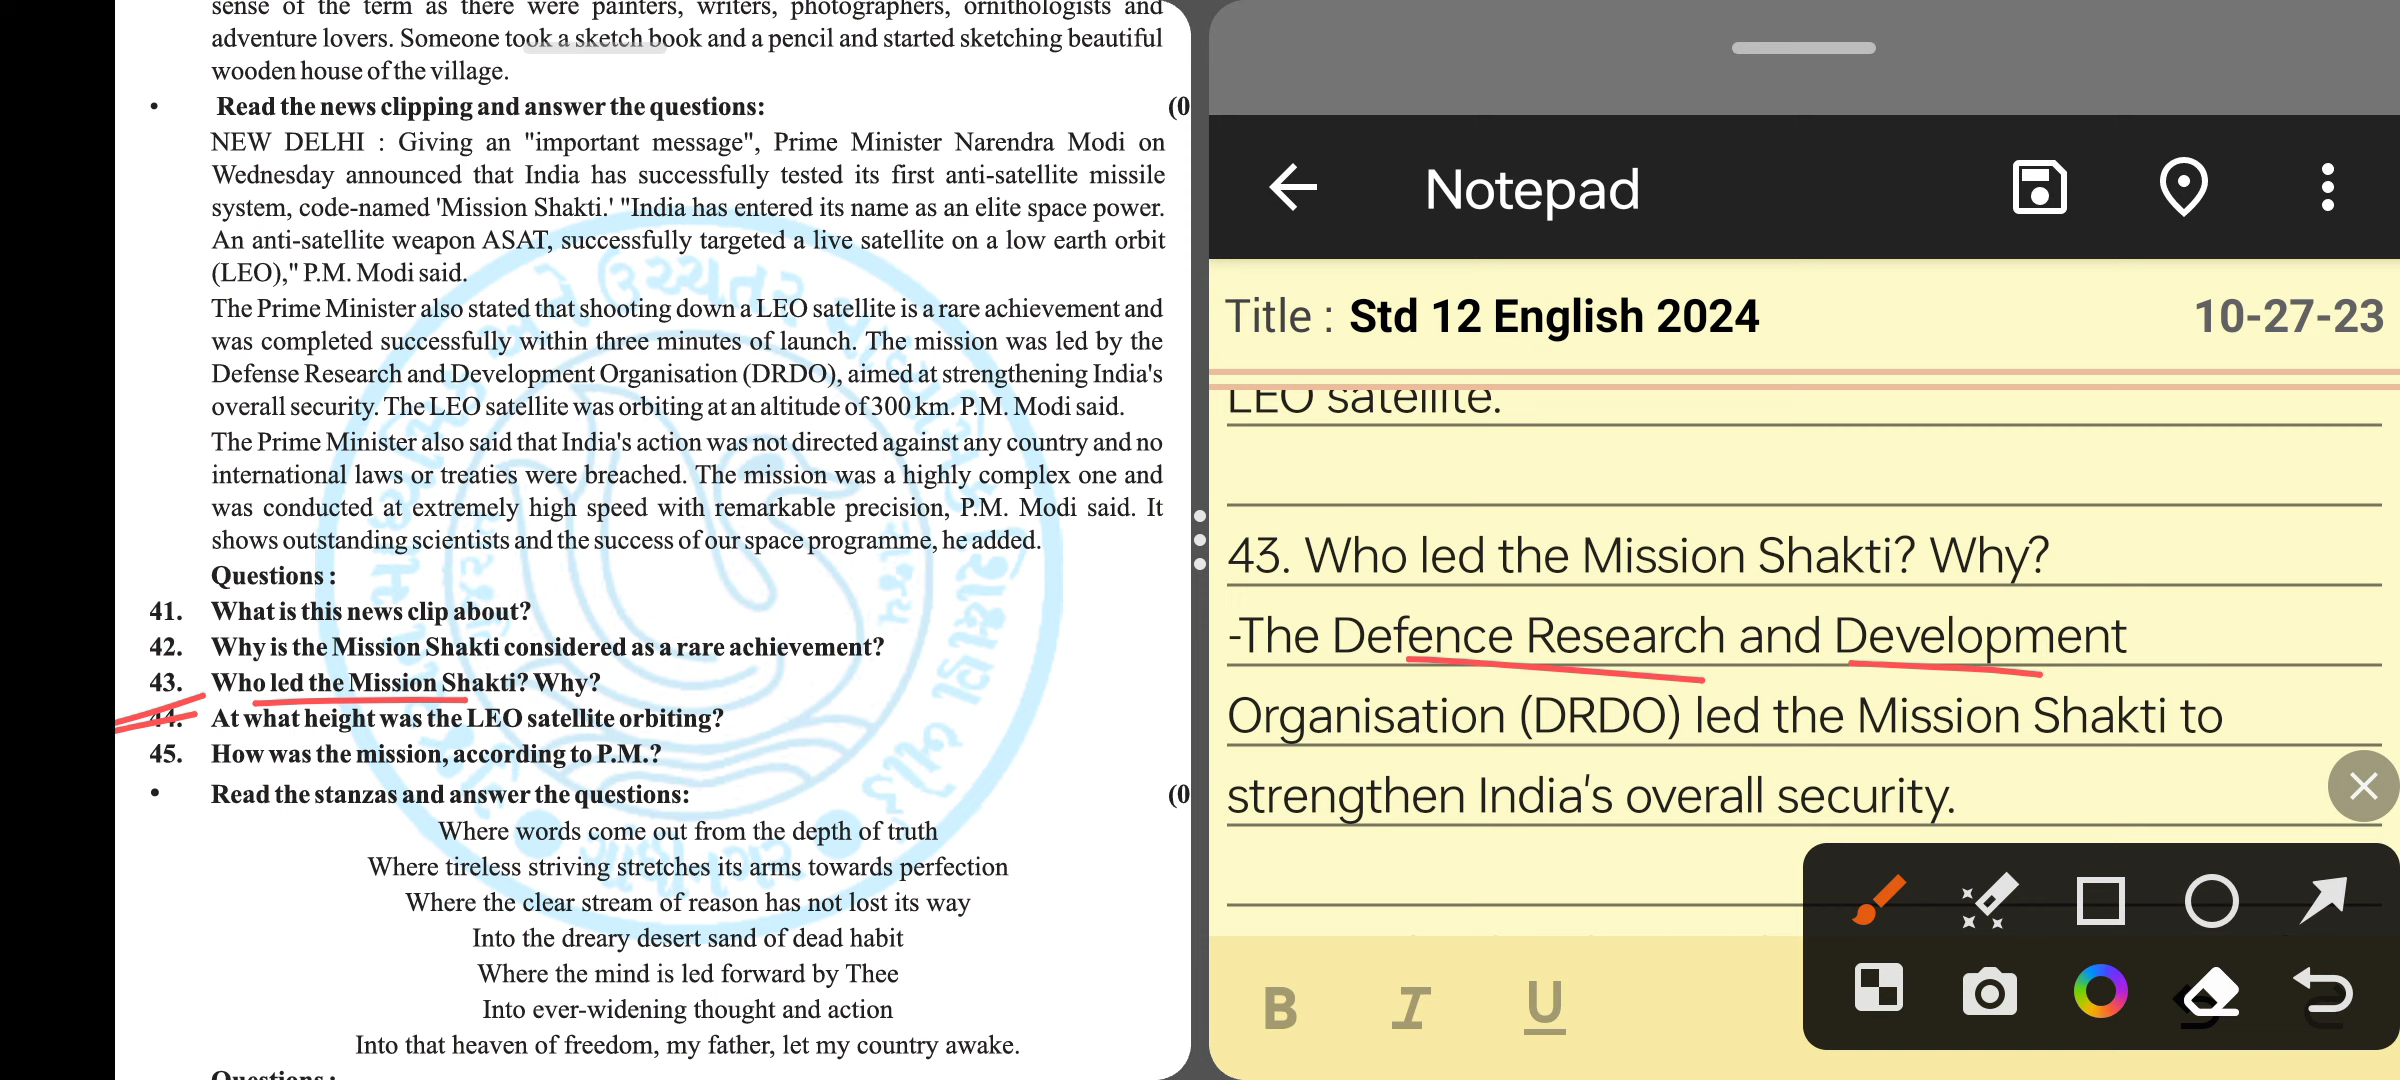 sense of the term as there were painters, writers, photographers, ornithologists and
adventure lovers. Someone took a sketch book and a pencil and started sketching beautiful
wooden house of the village.
• Read the news clipping and answer the questions: (0
NEW DELHI : Giving an "important message", Prime Minister Narendra Modi on
Wednesday announced that India has successfully tested its first anti-satellite missile
system, code-named 'Mission Shakti.' "India has entered its name as an elite space power.
An anti-satellite weapon ASAT, successfully targeted a live satellite on a low earth orbit
(LEO)," P.M. Modi said.
The Prime Minister also stated that shooting down a LEO satellite is a rare achievement and
was completed successfully within three minutes of launch. The mission was led by the
Defense Research and Development Organisation (DRDO), aimed at strengthening India's
overall security. The LEO satellite was orbiting at an altitude of 300 km. P.M. Modi said.
The Prime Minister also said that India's action was not directed against any country and no
international laws or treaties were breached. The mission was a highly complex one and
was conducted at extremely high speed with remarkable precision, P.M. Modi said. It
shows outstanding scientists and the success of our space programme, he added.
Questions :
41. What is this news clip about?
42. Why is the Mission Shakti considered as a rare achievement?
43. Who led the Mission Shakti? Why?
44. At what height was the LEO satellite orbiting?
45. How was the mission, according to P.M.?
• Read the stanzas and answer the questions: (0
Where words come out from the depth of truth
Where tireless striving stretches its arms towards perfection
Where the clear stream of reason has not lost its way
Into the dreary desert sand of dead habit
Where the mind is led forward by Thee
Into ever-widening thought and action
Into that heaven of freedom, my father, let my country awake.
Questions :
Notepad
Title : Std 12 English 2024 10-27-23
LEO satellite.
43. Who led the Mission Shakti? Why?
-The Defence Research and Development
Organisation (DRDO) led the Mission Shakti to
strengthen India's overall security.
B I U